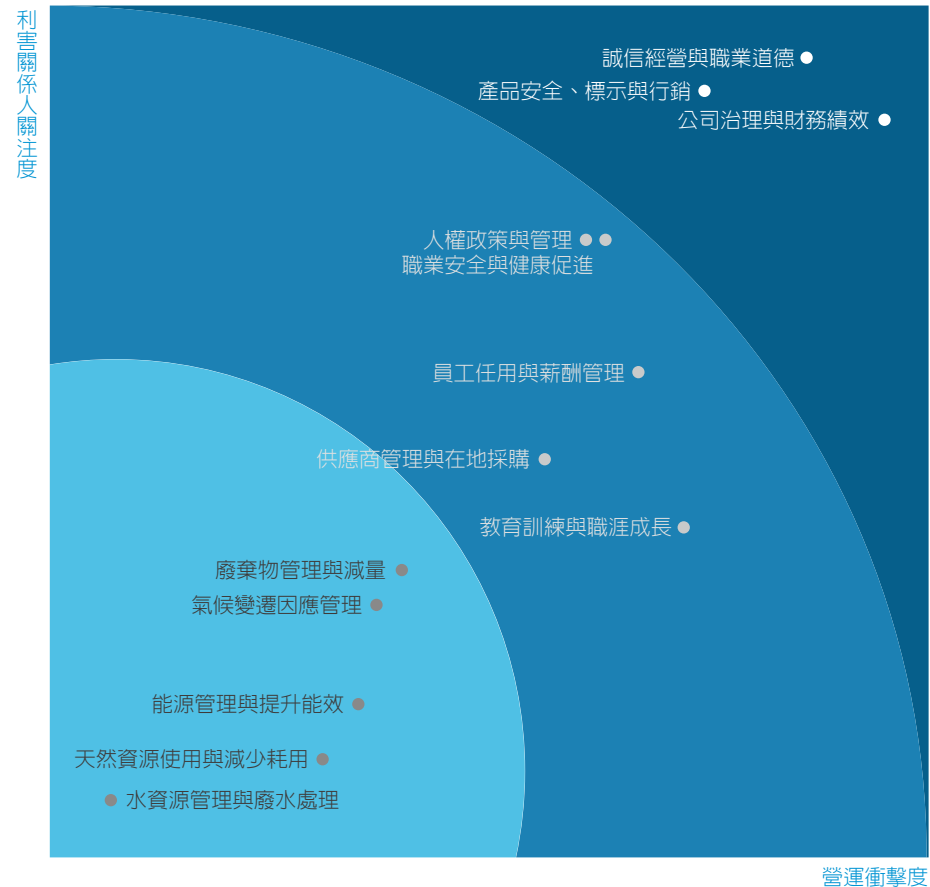 利害關係人關注度
誠信經營與職業道德
產品安全、標示與行銷
公司治理與財務績效
人權政策與管理
職業安全與健康促進
員工任用與薪酬管理
供應商管理與在地採購
教育訓練與職涯成長
廢棄物管理與減量
氣候變遷因應管理
能源管理與提升能效
天然資源使用與減少耗用
水資源管理與廢水處理
營運衝擊度